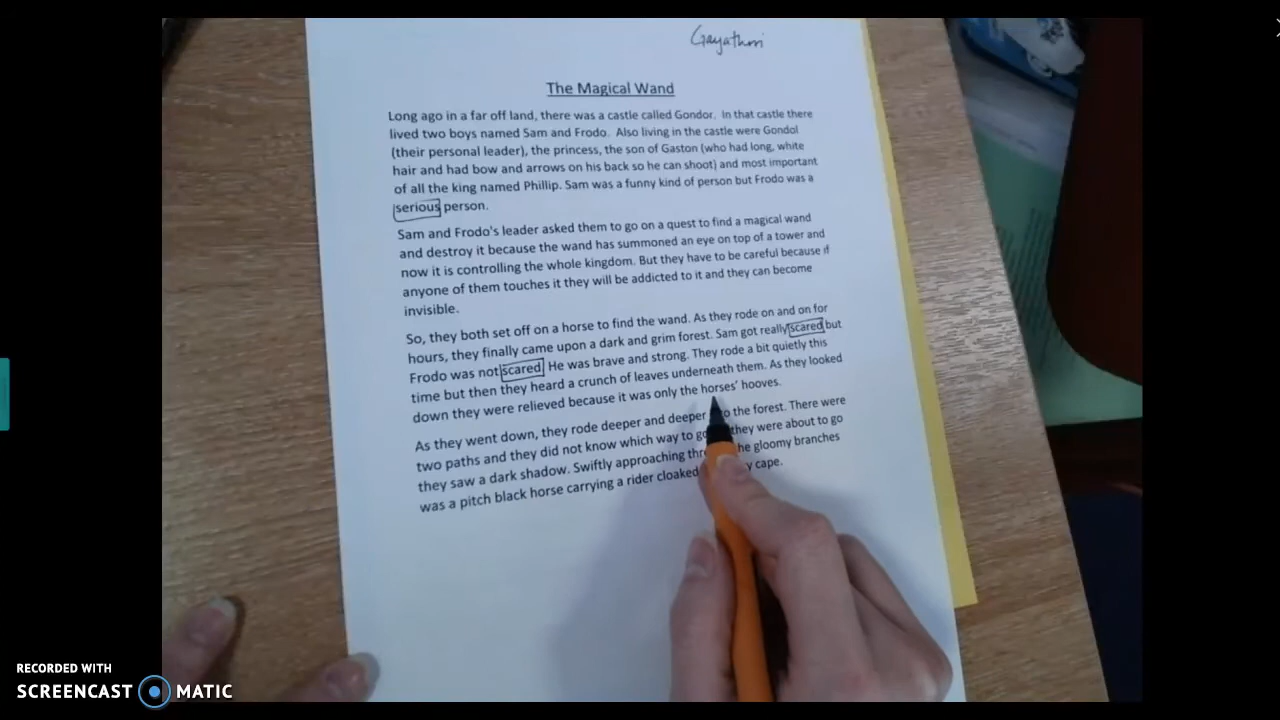 Gayathri
The Magical Wand
Long ago in a far off land, there was a castle called Gondor. In that castle there
lived two boys named Sam and Frodo. Also living in the castle were Gondol
(their personal leader), the princess, the son of Gaston (who had long, white
hair and had bow and arrows on his back so he can shoot) and most important
of all the king named Phillip. Sam was a funny kind of person but Frodo was a
serious person.
Sam and Frodo's leader asked them to go on a quest to find a magical wand
and destroy it because the wand has summoned an eye on top of a tower and
now it is controlling the whole kingdom. But they have to be careful because if
anyone of them touches it they will be addicted to it and they can become
invisible.
So, they both set off on a horse to find the wand. As they rode on and on for
hours, they finally came upon a dark and grim forest. Sam got really scared but
Frodo was not scared He was brave and strong. They rode a bit quietly this
time but then they heard a crunch of leaves underneath them. As they looked
down they were relieved because it was only the horses' hooves.
As they went down, they rode deeper and deeper to the forest. There were
two paths and they did not know which way to go they were about to go
they saw a dark shadow. Swiftly approaching the gloomy branches
was a pitch black horse carrying a rider cloaked cape.
RECORDED WITH
SCREENCAST MATIC